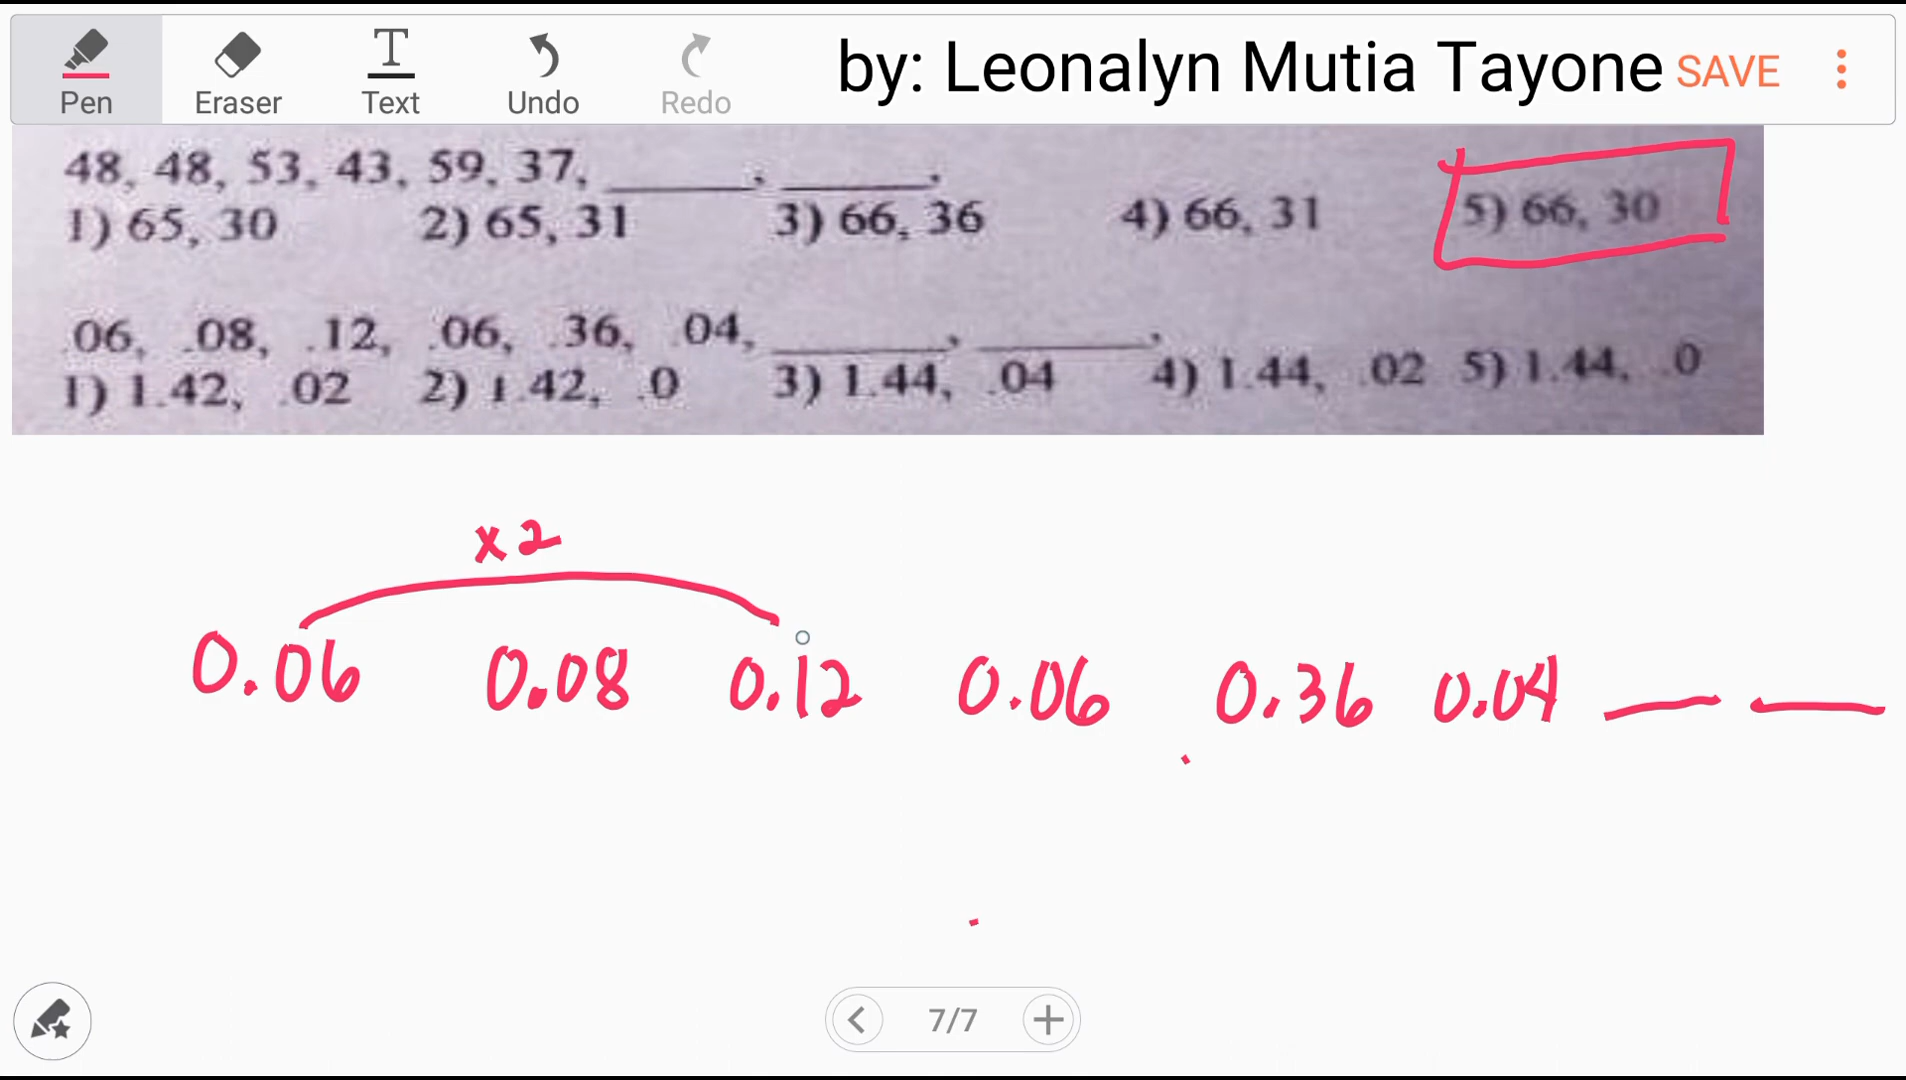 Pen Eraser Text Undo Redo by: Leonalyn Mutia Tayone SAVE
48, 48, 53, 43, 59, 37, ______, ______.
1) 65, 30 2) 65, 31 3) 66, 36 4) 66, 31 5) 66, 30
.06, .08, .12, .06, .36, .04, ______, ______.
1) 1.42, .02 2) 1.42, .0 3) 1.44, .04 4) 1.44, .02 5) 1.44, .0
x2
0.06 0.08 0.12 0.06 0.36 0.04 __ __
7/7